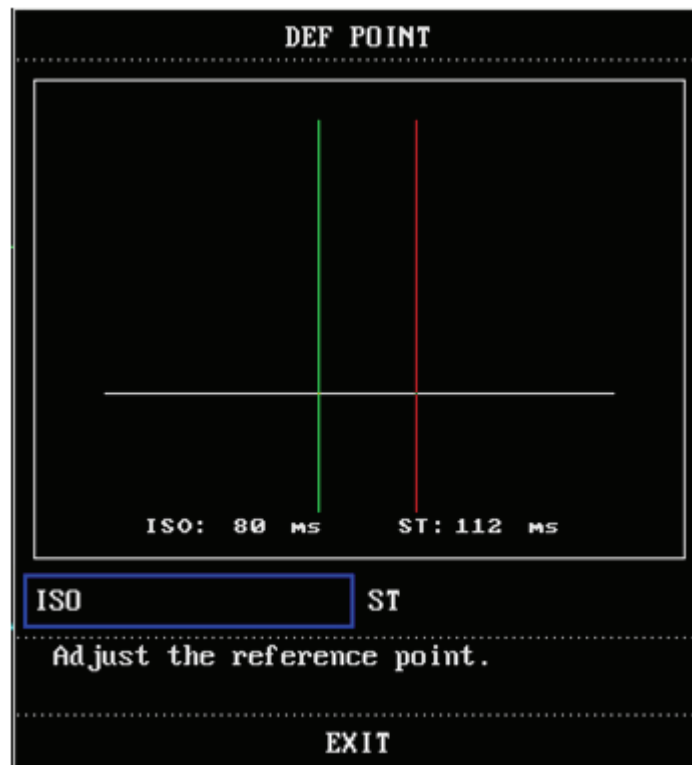 DEF POINT
ISO: 80 ms ST: 112 ms
ISO ST
Adjust the reference point.
EXIT